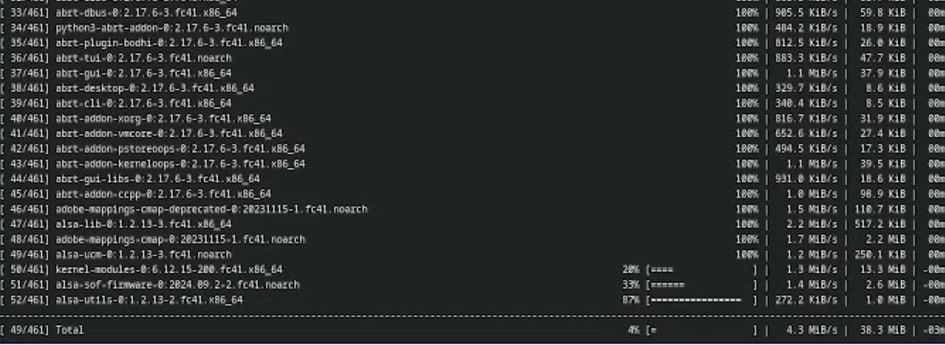 [ 33/461] abrt-dbus-0:2.17.6-3.fc41.x86_64 100% | 905.5 KiB/s | 59.8 KiB | 00m
[ 34/461] python3-abrt-addon-0:2.17.6-3.fc41.noarch 100% | 484.2 KiB/s | 18.9 KiB | 00m
[ 35/461] abrt-plugin-bodhi-0:2.17.6-3.fc41.x86_64 100% | 812.5 KiB/s | 26.0 KiB | 00m
[ 36/461] abrt-tui-0:2.17.6-3.fc41.noarch 100% | 883.3 KiB/s | 47.7 KiB | 00m
[ 37/461] abrt-gui-0:2.17.6-3.fc41.x86_64 100% | 1.1 MiB/s | 37.9 KiB | 00m
[ 38/461] abrt-desktop-0:2.17.6-3.fc41.x86_64 100% | 329.7 KiB/s | 8.6 KiB | 00m
[ 39/461] abrt-cli-0:2.17.6-3.fc41.x86_64 100% | 340.4 KiB/s | 8.5 KiB | 00m
[ 40/461] abrt-addon-xorg-0:2.17.6-3.fc41.x86_64 100% | 816.7 KiB/s | 31.9 KiB | 00m
[ 41/461] abrt-addon-vmcore-0:2.17.6-3.fc41.x86_64 100% | 652.6 KiB/s | 27.4 KiB | 00m
[ 42/461] abrt-addon-pstoreoops-0:2.17.6-3.fc41.x86_64 100% | 494.5 KiB/s | 17.3 KiB | 00m
[ 43/461] abrt-addon-kerneloops-0:2.17.6-3.fc41.x86_64 100% | 1.1 MiB/s | 39.5 KiB | 00m
[ 44/461] abrt-gui-libs-0:2.17.6-3.fc41.x86_64 100% | 931.0 KiB/s | 18.6 KiB | 00m
[ 45/461] abrt-addon-ccpp-0:2.17.6-3.fc41.x86_64 100% | 1.0 MiB/s | 98.9 KiB | 00m
[ 46/461] adobe-mappings-cmap-deprecated-0:20231115-1.fc41.noarch 100% | 1.5 MiB/s | 110.7 KiB | 00m
[ 47/461] alsa-lib-0:1.2.13-3.fc41.x86_64 100% | 2.2 MiB/s | 517.2 KiB | 00m
[ 48/461] adobe-mappings-cmap-0:20231115-1.fc41.noarch 100% | 1.7 MiB/s | 2.2 MiB | 00m
[ 49/461] alsa-ucm-0:1.2.13-3.fc41.noarch 100% | 1.2 MiB/s | 250.1 KiB | 00m
[ 50/461] kernel-modules-0:6.12.15-200.fc41.x86_64 20% [==== ] | 1.3 MiB/s | 13.3 MiB | -00m
[ 51/461] alsa-sof-firmware-0:2024.09.2-2.fc41.noarch 33% [====== ] | 1.4 MiB/s | 2.6 MiB | -00m
[ 52/461] alsa-utils-0:1.2.13-2.fc41.x86_64 87% [================ ] | 272.2 KiB/s | 1.0 MiB | -00m
[ 49/461] Total 4% [= ] | 4.3 MiB/s | 38.3 MiB | -03m